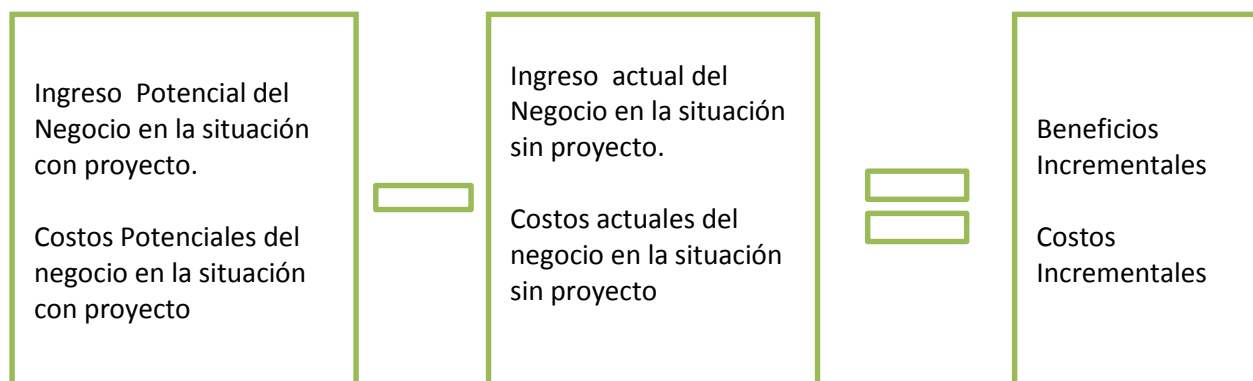 Ingreso Potencial del
Negocio en la situación
con proyecto.
Costos Potenciales del
negocio en la situación
con proyecto
Ingreso actual del
Negocio en la situación
sin proyecto.
Costos actuales del
negocio en la situación
sin proyecto
Beneficios
Incrementales
Costos
Incrementales